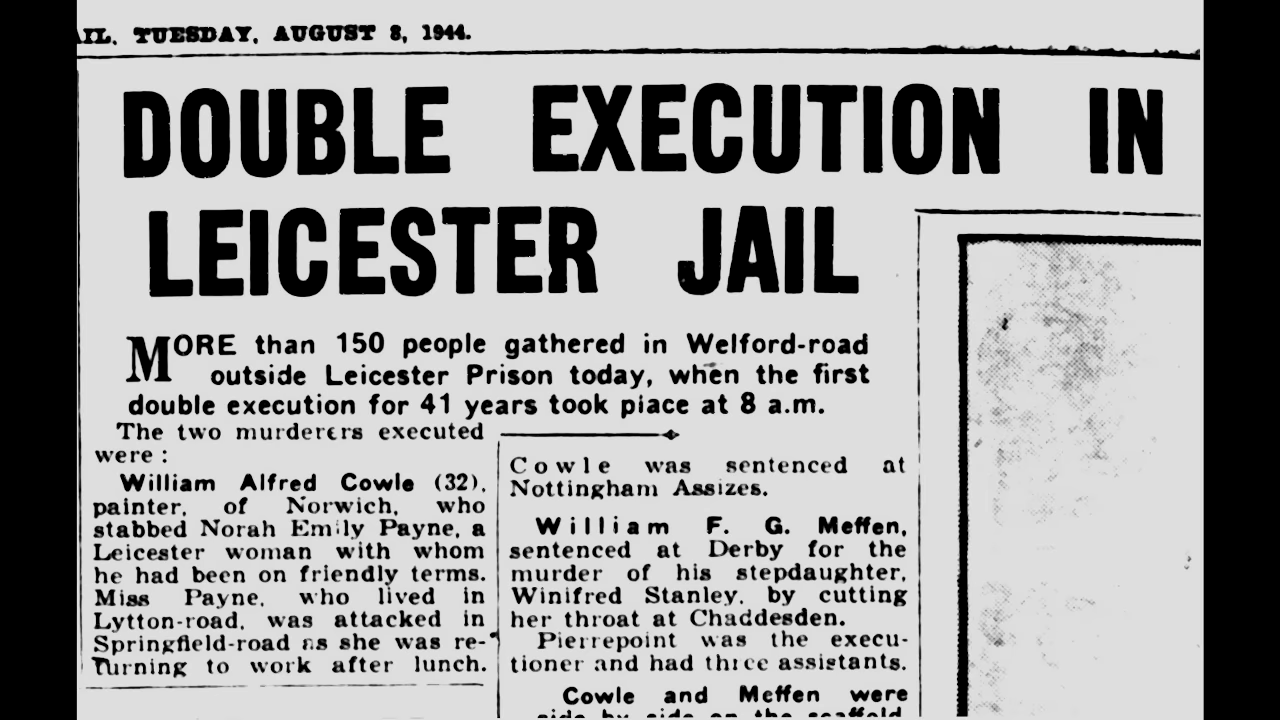 AIL, TUESDAY, AUGUST 8, 1944.
DOUBLE EXECUTION IN
LEICESTER JAIL
MORE than 150 people gathered in Welford-road
outside Leicester Prison today, when the first
double execution for 41 years took place at 8 a.m.
The two murderers executed
were :
William Alfred Cowle (32),
painter, of Norwich, who
stabbed Norah Emily Payne, a
Leicester woman with whom
he had been on friendly terms.
Miss Payne, who lived in
Lytton-road, was attacked in
Springfield-road as she was re-
turning to work after lunch.
Cowle was sentenced at
Nottingham Assizes.
William F. G. Meffen,
sentenced at Derby for the
murder of his stepdaughter,
Winifred Stanley, by cutting
her throat at Chaddesden.
Pierrepoint was the execu-
tioner and had three assistants.
Cowle and Meffen were
side by side on the scaffold